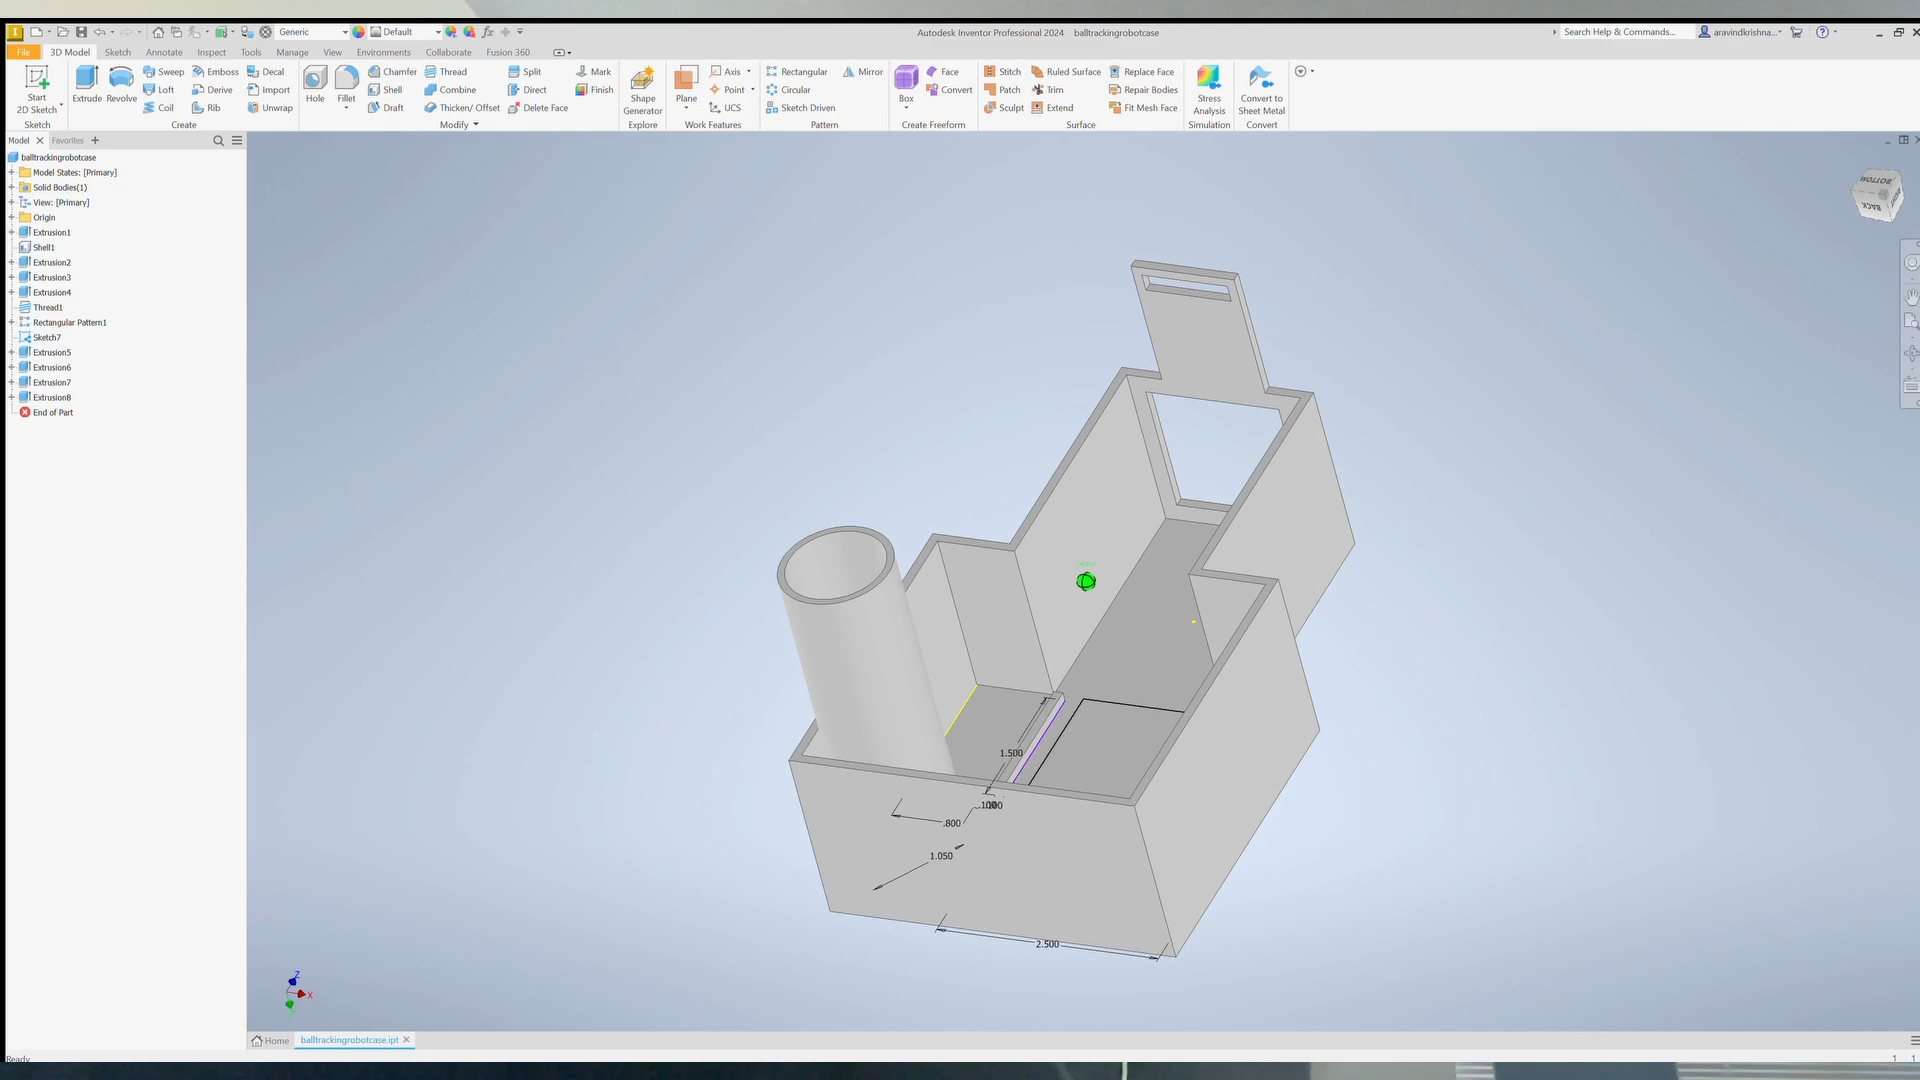 Generic
Default
Autodesk Inventor Professional 2024 balltrackingrobotcase
Search Help & Commands...
aravindkrishna...
File
3D Model
Sketch
Annotate
Inspect
Tools
Manage
View
Environments
Collaborate
Fusion 360
Start
2D Sketch
Sketch
Extrude
Revolve
Sweep
Loft
Coil
Emboss
Derive
Rib
Decal
Import
Unwrap
Create
Hole
Fillet
Chamfer
Shell
Draft
Thread
Combine
Thicken/ Offset
Split
Direct
Delete Face
Mark
Finish
Modify
Shape
Generator
Explore
Plane
Axis
Point
UCS
Work Features
Rectangular
Circular
Sketch Driven
Mirror
Pattern
Box
Face
Convert
Create Freeform
Stitch
Patch
Sculpt
Ruled Surface
Trim
Extend
Replace Face
Repair Bodies
Fit Mesh Face
Surface
Stress
Analysis
Simulation
Convert to
Sheet Metal
Convert
Model
Favorites
balltrackingrobotcase
Model States: [Primary]
Solid Bodies(1)
View: [Primary]
Origin
Extrusion1
Shell1
Extrusion2
Extrusion3
Extrusion4
Thread1
Rectangular Pattern1
Sketch7
Extrusion5
Extrusion6
Extrusion7
Extrusion8
End of Part
BOTTOM
BACK
1.500
.800
1.050
2.500
Z
X
Home
balltrackingrobotcase.ipt
Ready
1 1